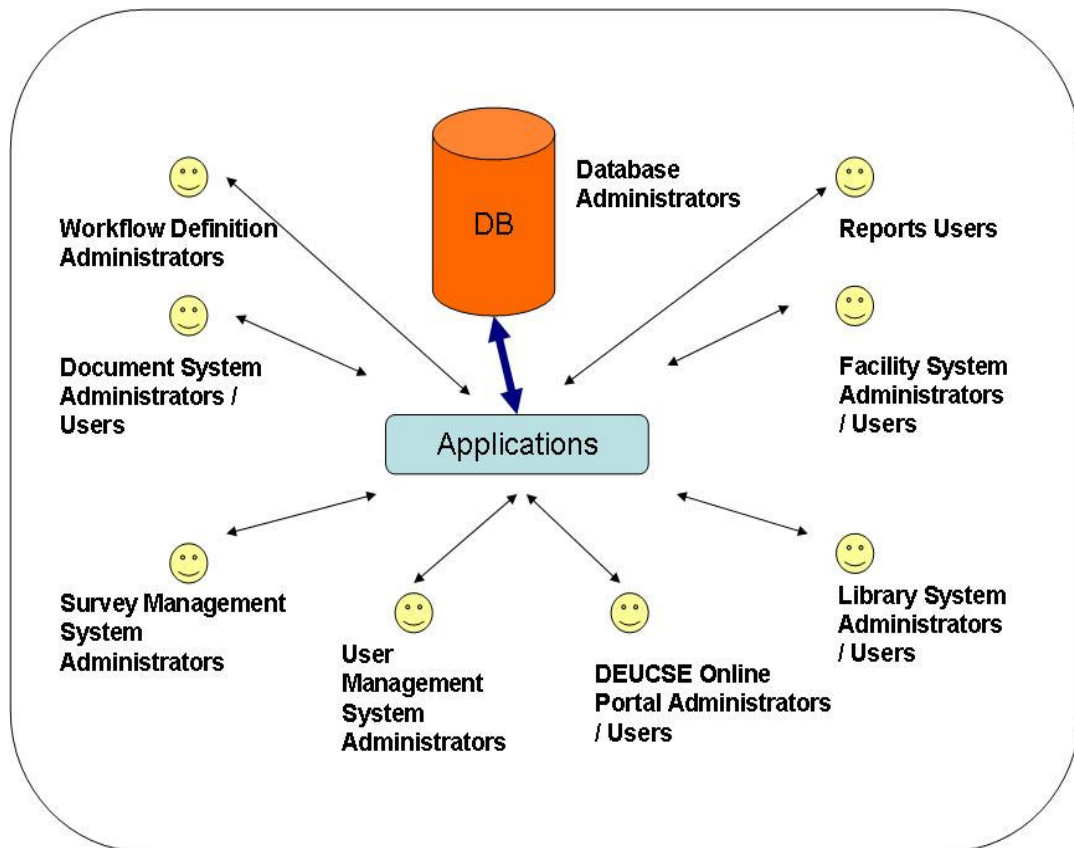 Database
Administrators
DB
Workflow Definition
Administrators
Reports Users
Document System
Administrators /
Users
Facility System
Administrators
/ Users
Applications
Survey Management
System
Administrators
User
Management
System
Administrators
DEUCSE Online
Portal Administrators
/ Users
Library System
Administrators
/ Users